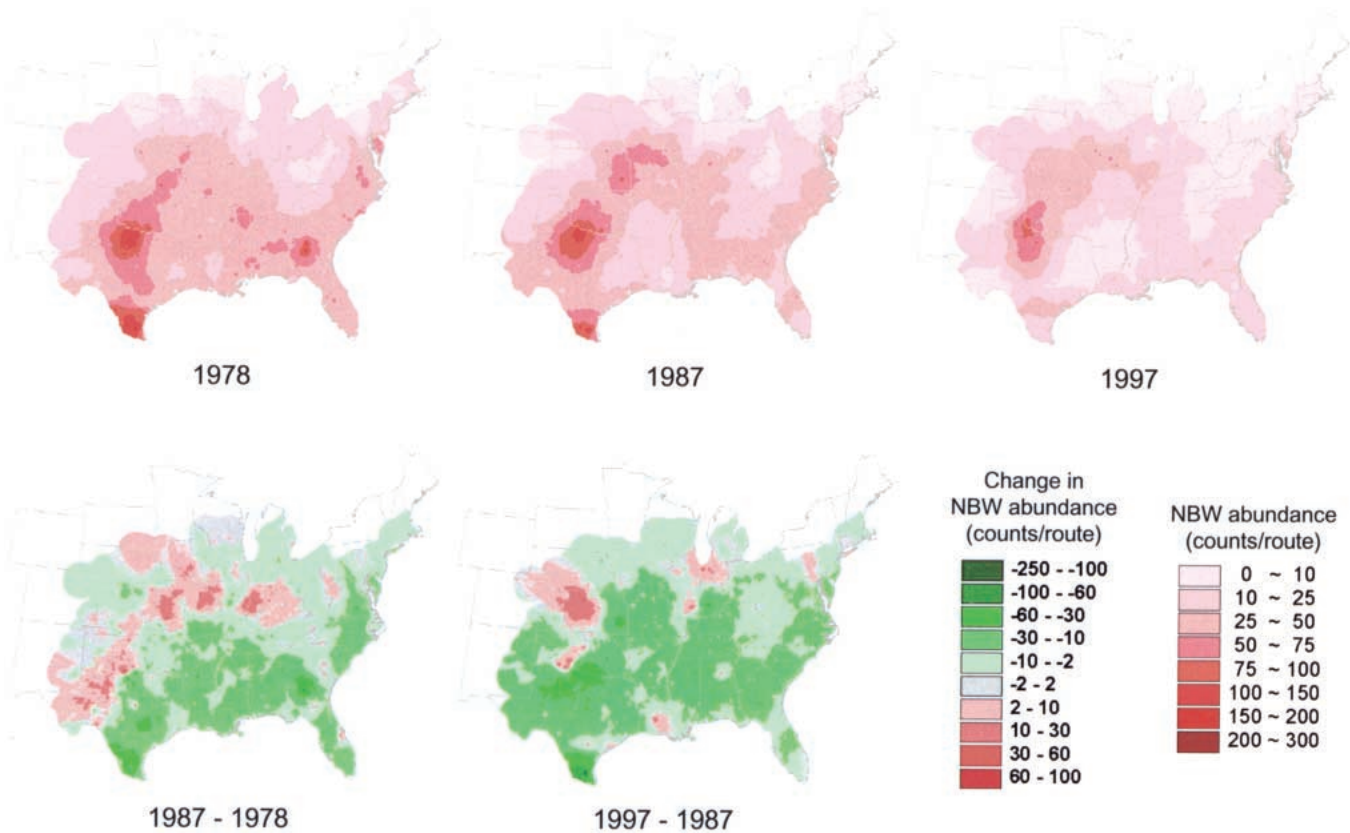 1978
1987
1997
1987 - 1978
1997 - 1987
Change in
NBW abundance
(counts/route)
-250 - -100
-100 - -60
-60 - -30
-30 - -10
-10 - -2
-2 - 2
2 - 10
10 - 30
30 - 60
60 - 100
NBW abundance
(counts/route)
0 ~ 10
10 ~ 25
25 ~ 50
50 ~ 75
75 ~ 100
100 ~ 150
150 ~ 200
200 ~ 300